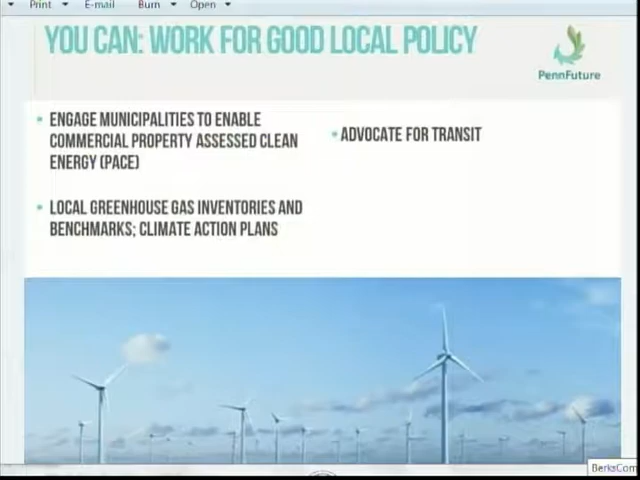 Print E-mail Burn Open
YOU CAN: WORK FOR GOOD LOCAL POLICY
PennFuture
• ENGAGE MUNICIPALITIES TO ENABLE
COMMERCIAL PROPERTY ASSESSED CLEAN
ENERGY (PACE)
• ADVOCATE FOR TRANSIT
• LOCAL GREENHOUSE GAS INVENTORIES AND
BENCHMARKS; CLIMATE ACTION PLANS
BerksCom